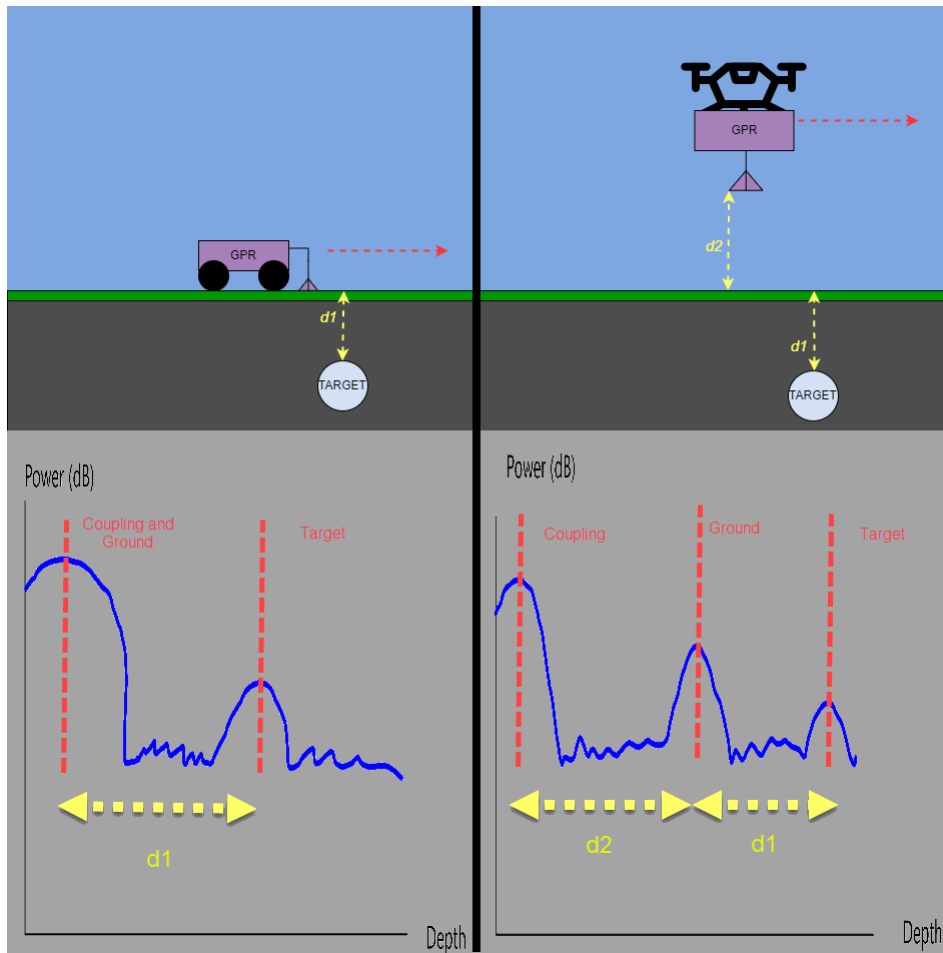 GPR
d1
TARGET
Power (dB)
Coupling and
Ground
Target
d1
Depth
GPR
d2
d1
TARGET
Power (dB)
Coupling
Ground
Target
d2
d1
Depth